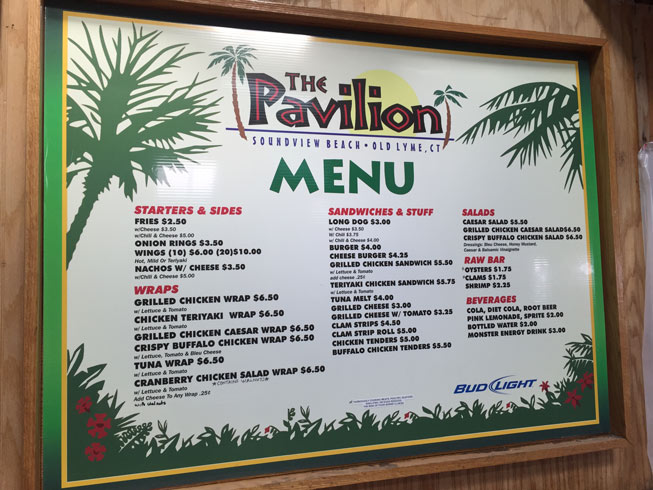 THE
Pavilion
SOUNDVIEW BEACH • OLD LYME, CT
MENU
STARTERS & SIDES
FRIES $2.50
w/Cheese $3.50
w/Chili & Cheese $5.00
ONION RINGS $3.50
WINGS (10) $6.00 (20)$10.00
Hot, Mild Or Teriyaki
NACHOS W/ CHEESE $3.50
w/Chili & Cheese $5.00
WRAPS
GRILLED CHICKEN WRAP $6.50
w/ Lettuce & Tomato
CHICKEN TERIYAKI WRAP $6.50
w/ Lettuce & Tomato
GRILLED CHICKEN CAESAR WRAP $6.50
CRISPY BUFFALO CHICKEN WRAP $6.50
w/ Lettuce, Tomato & Bleu Cheese
TUNA WRAP $6.50
w/ Lettuce & Tomato
CRANBERRY CHICKEN SALAD WRAP $6.50
*CONTAINS WALNUTS*
w/ Lettuce & Tomato
Add Cheese To Any Wrap .25¢
SANDWICHES & STUFF
LONG DOG $3.00
w/ Cheese $3.50
W/ Chili $3.75
w/ Chili & Cheese $4.00
BURGER $4.00
CHEESE BURGER $4.25
GRILLED CHICKEN SANDWICH $5.50
w/ Lettuce & Tomato
add cheese .25¢
TERIYAKI CHICKEN SANDWICH $5.75
w/ Lettuce & Tomato
TUNA MELT $4.00
GRILLED CHEESE $3.00
GRILLED CHEESE W/ TOMATO $3.25
CLAM STRIPS $4.50
CLAM STRIP ROLL $5.00
CHICKEN TENDERS $5.00
BUFFALO CHICKEN TENDERS $5.50
SALADS
CAESAR SALAD $5.50
GRILLED CHICKEN CAESAR SALAD$6.50
CRISPY BUFFALO CHICKEN SALAD $6.50
Dressings: Bleu Cheese, Honey Mustard,
Caesar & Balsamic Vinaigrette
RAW BAR
*OYSTERS $1.75
*CLAMS $1.75
SHRIMP $2.25
BEVERAGES
COLA, DIET COLA, ROOT BEER
PINK LEMONADE, SPRITE $2.00
BOTTLED WATER $2.00
MONSTER ENERGY DRINK $3.00
BUD LIGHT